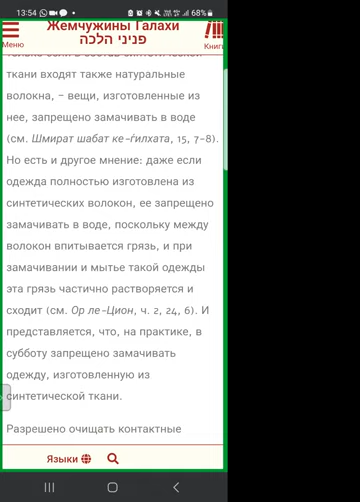 13:54 68%
Жемчужины Галахи
פניני הלכה
Меню
Книги
ткани входят также натуральные
волокна, – вещи, изготовленные из
нее, запрещено замачивать в воде
(см. Шмират шабат ке-ѓилхата, 15, 7–8).
Но есть и другое мнение: даже если
одежда полностью изготовлена из
синтетических волокон, ее запрещено
замачивать в воде, поскольку между
волокон впитывается грязь, и при
замачивании и мытье такой одежды
эта грязь частично растворяется и
сходит (см. Ор ле-Цион, ч. 2, 24, 6). И
представляется, что, на практике, в
субботу запрещено замачивать
одежду, изготовленную из
синтетической ткани.
Разрешено очищать контактные
Языки